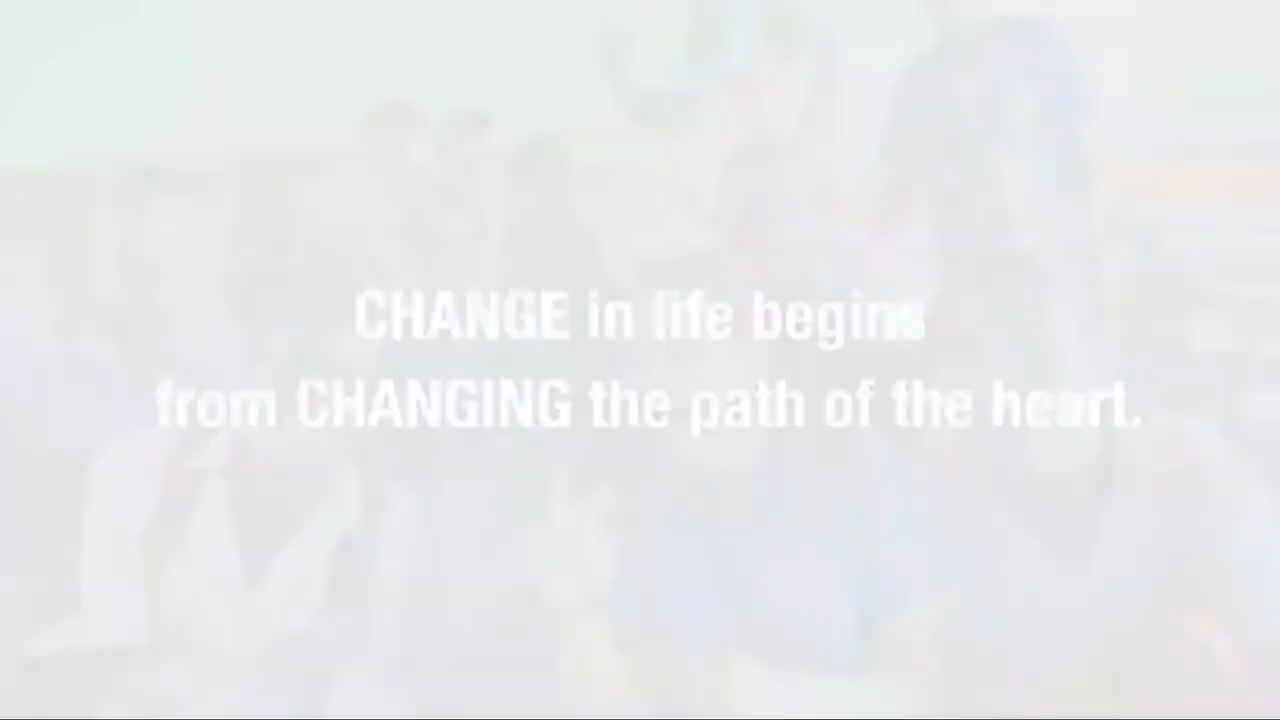 CHANGE in life begins
from CHANGING the path of the heart.